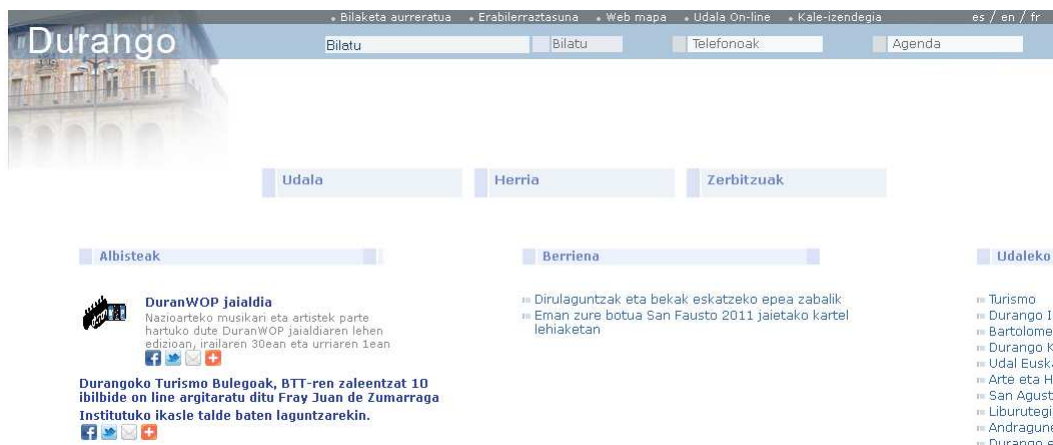 Bilaketa aurreratua Erabilerraztasuna Web mapa Udala On-line Kale-izendegia es / en / fr
Durango
Bilatu Bilatu Telefonoak Agenda
Udala Herria Zerbitzuak
Albisteak
DuranWOP jaialdia
Nazioarteko musikari eta artistek parte
hartuko dute DuranWOP jaialdiaren lehen
edizioan, irailaren 30ean eta urriaren 1ean
Durangoko Turismo Bulegoak, BTT-ren zaleentzat 10
ibilbide on line argitaratu ditu Fray Juan de Zumarraga
Institutuko ikasle talde baten laguntzarekin.
Berriena
Dirulaguntzak eta bekak eskatzeko epea zabalik
Eman zure botua San Fausto 2011 jaietako kartel
lehiaketan
Udaleko
Turismo
Durango I
Bartolome
Durango K
Udal Euska
Arte eta H
San Agust
Liburutegi
Andragune
Durango e